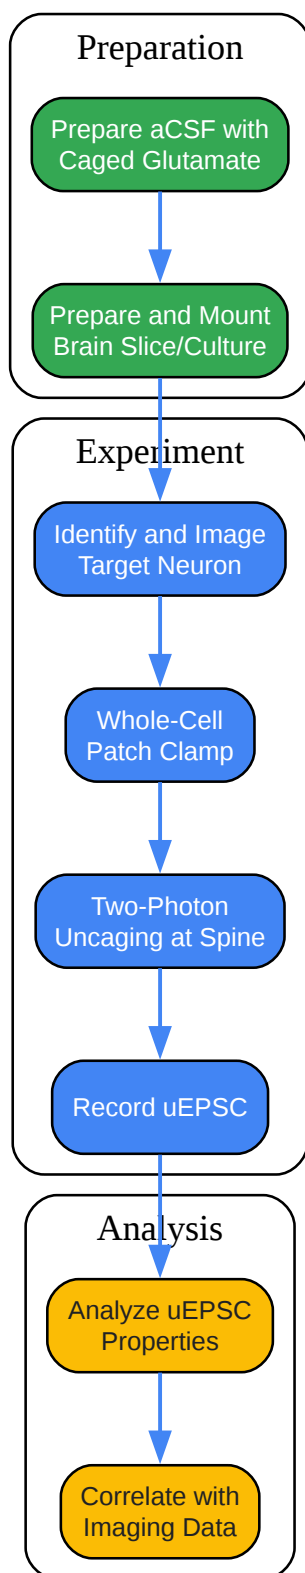 Preparation
Prepare aCSF with
Caged Glutamate
Prepare and Mount
Brain Slice/Culture
Experiment
Identify and Image
Target Neuron
Whole-Cell
Patch Clamp
Two-Photon
Uncaging at Spine
Record uEPSC
Analysis
Analyze uEPSC
Properties
Correlate with
Imaging Data